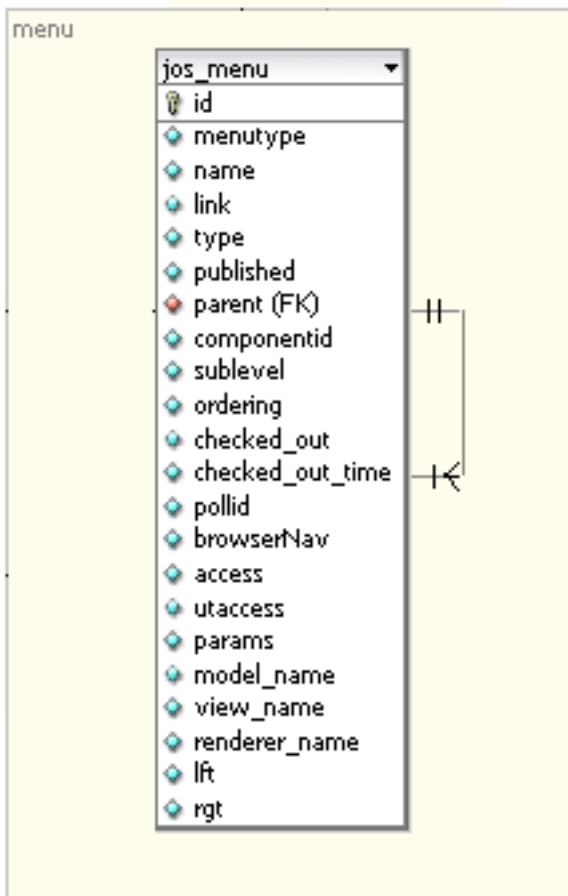 menu
jos_menu
id
menutype
name
link
type
published
parent (FK)
componentid
sublevel
ordering
checked_out
checked_out_time
pollid
browserNav
access
utaccess
params
model_name
view_name
renderer_name
lft
rgt